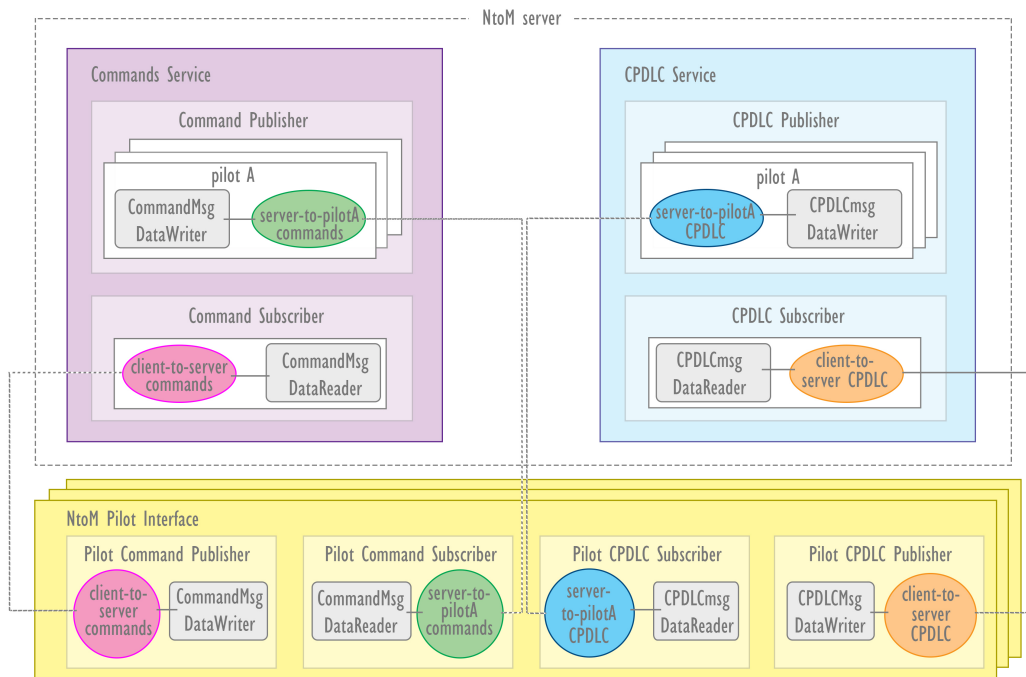 NtoM server
Commands Service
Command Publisher
pilot A
CommandMsg
DataWriter
server-to-pilotA
commands
Command Subscriber
client-to-server
commands
CommandMsg
DataReader
CPDLC Service
CPDLC Publisher
pilot A
server-to-pilotA
CPDLC
CPDLCmsg
DataWriter
CPDLC Subscriber
CPDLCmsg
DataReader
client-to-
server CPDLC
NtoM Pilot Interface
Pilot Command Publisher
client-to-
server
commands
CommandMsg
DataWriter
Pilot Command Subscriber
CommandMsg
DataReader
server-to-
pilotA
commands
Pilot CPDLC Subscriber
server-
to-pilotA
CPDLC
CPDLCmsg
DataReader
Pilot CPDLC Publisher
CPDLCMsg
DataWriter
client-to-
server
CPDLC